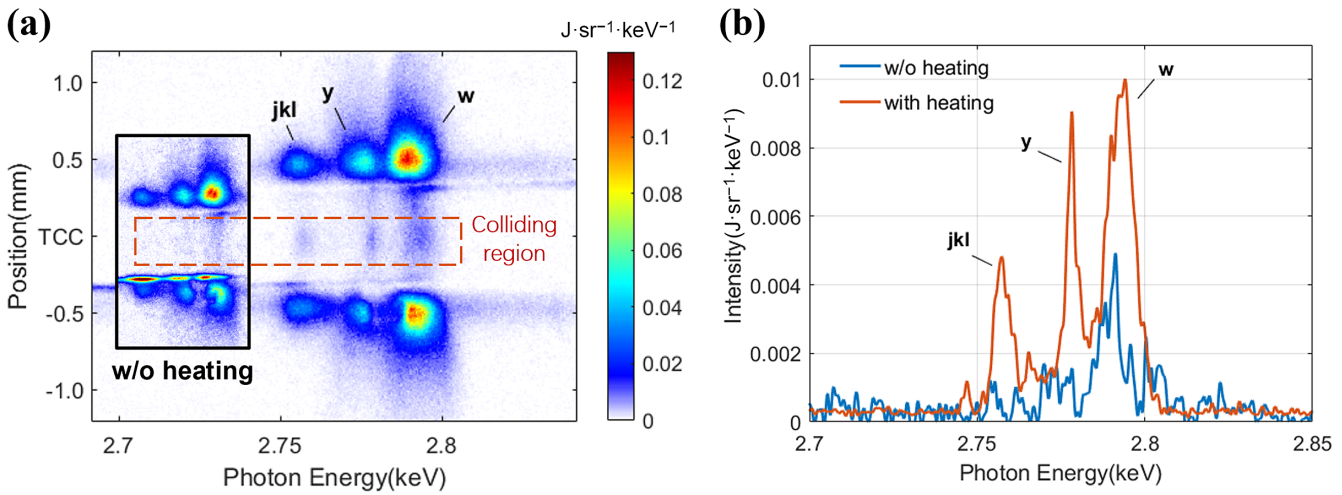 (a)
J·sr⁻¹·keV⁻¹
Position(mm)
1.0
0.5
TCC
-0.5
-1.0
jkl
y
w
Colliding
region
w/o heating
2.7
2.75
2.8
Photon Energy(keV)
0.12
0.1
0.08
0.06
0.04
0.02
0
(b)
Intensity(J·sr⁻¹·keV⁻¹)
0.01
0.008
0.006
0.004
0.002
0
w/o heating
with heating
jkl
y
w
2.7
2.75
2.8
2.85
Photon Energy(keV)